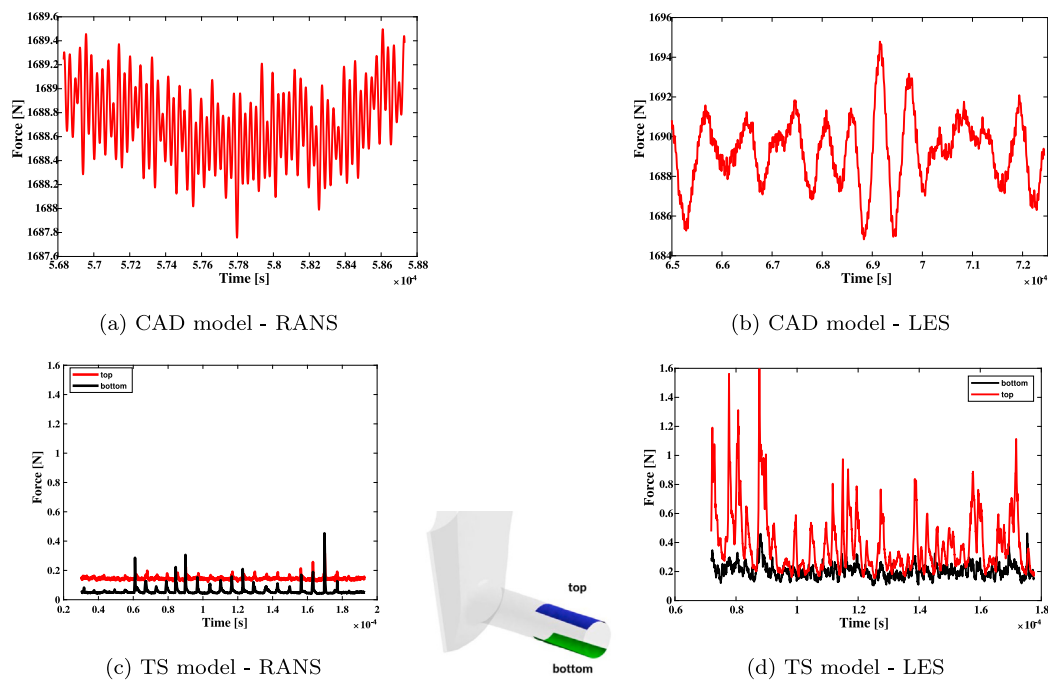 1689.6
1689.4
1689.2
1689
1688.8
1688.6
1688.4
1688.2
1688
1687.8
1687.6
Force [N]
5.68 5.7 5.72 5.74 5.76 5.78 5.8 5.82 5.84 5.86 5.88
Time [s]
×10⁻⁴
(a) CAD model - RANS
1696
1694
1692
1690
1688
1686
1684
Force [N]
6.5 6.6 6.7 6.8 6.9 7 7.1 7.2
Time [s]
×10⁻⁴
(b) CAD model - LES
1.6
1.4
1.2
1
0.8
0.6
0.4
0.2
0
Force [N]
top
bottom
0.2 0.4 0.6 0.8 1 1.2 1.4 1.6 1.8 2
Time [s]
×10⁻⁴
(c) TS model - RANS
top
bottom
1.6
1.4
1.2
1
0.8
0.6
0.4
0.2
0
Force [N]
bottom
top
0.6 0.8 1 1.2 1.4 1.6 1.8
Time [s]
×10⁻⁴
(d) TS model - LES